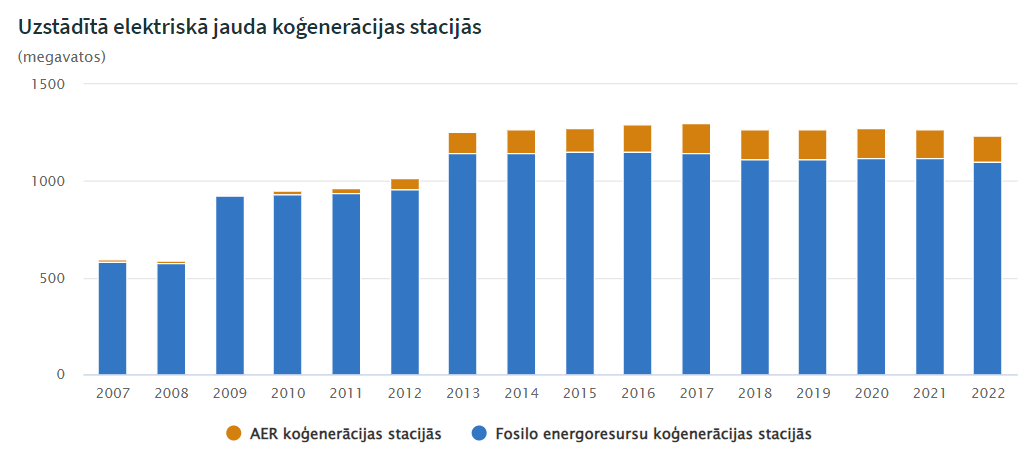 Uzstādītā elektriskā jauda koģenerācijas stacijās
(megavatos)
1500
1000
500
0
2007 2008 2009 2010 2011 2012 2013 2014 2015 2016 2017 2018 2019 2020 2021 2022
AER koģenerācijas stacijās Fosilo energoresursu koģenerācijas stacijās